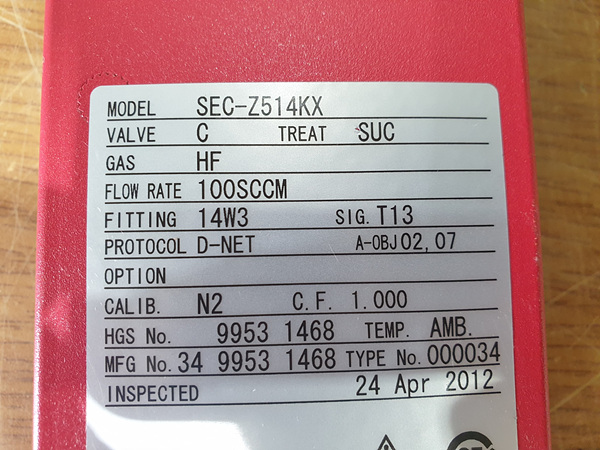 MODEL SEC-Z514KX
VALVE C TREAT SUC
GAS HF
FLOW RATE 100SCCM
FITTING 14W3 SIG. T13
PROTOCOL D-NET A-OBJ 02, 07
OPTION
CALIB. N2 C.F. 1.000
HGS No. 9953 1468 TEMP. AMB.
MFG No. 34 9953 1468 TYPE No. 000034
INSPECTED 24 Apr 2012